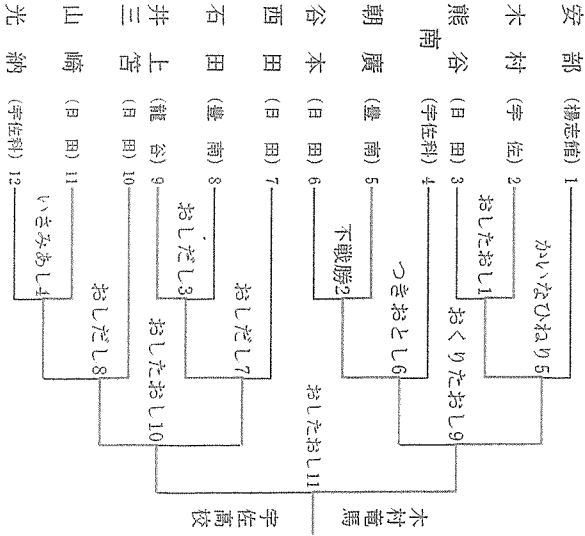 安部 (楊志館) 1
木村 (宇佐) 2
熊谷 (日田) 3
南 (宇佐科) 4
朝廣 (豊南) 5
谷本 (日田) 6
西田 (日田) 7
石田 (豊南) 8
井上 (龍谷) 9
三笘 (日田) 10
山崎 (日田) 11
光納 (宇佐科) 12
おしたおし1
不戦勝2
おしだし3
いさみあし4
かいなひねり5
つきおとし6
おしだし7
おしだし8
おくりたおし9
おしたおし10
おしたおし11
木村竜馬
宇佐高校